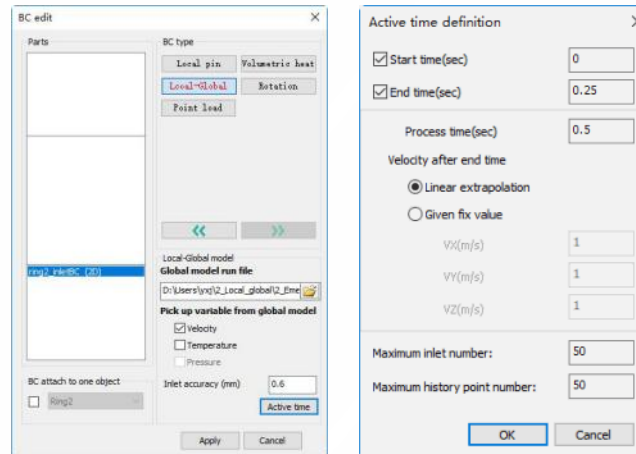 BC edit
Parts
BC type
Local pin
Volumetric heat
Local-Global
Rotation
Point load
<<
>>
ring2_inletBC (2D)
Local-Global model
Global model run file
D:\Users\yxq\2_Local_global\2_Eme
Pick up variable from global model
Velocity
Temperature
Pressure
BC attach to one object
Ring2
Inlet accuracy (mm) 0.6
Active time
Apply Cancel
Active time definition
Start time(sec) 0
End time(sec) 0.25
Process time(sec) 0.5
Velocity after end time
Linear extrapolation
Given fix value
VX(m/s) 1
VY(m/s) 1
VZ(m/s) 1
Maximum inlet number: 50
Maximum history point number: 50
OK Cancel